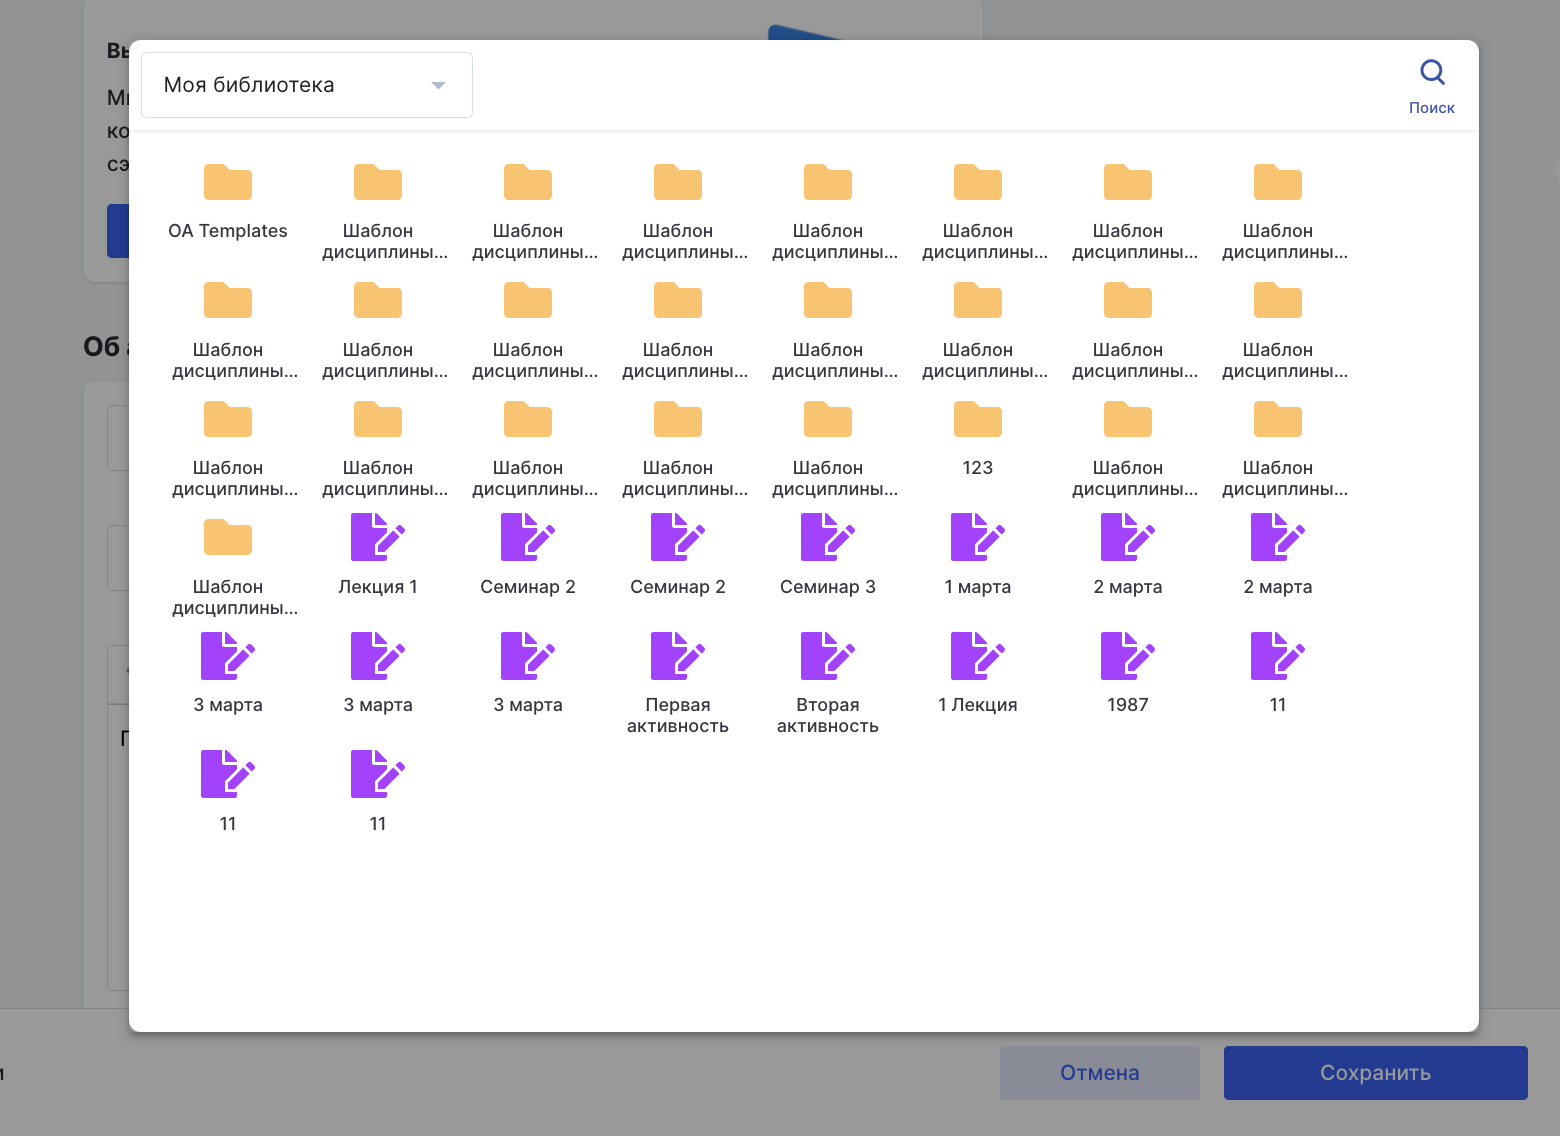 Моя библиотека
Поиск
OA Templates
Шаблон
дисциплины...
Шаблон
дисциплины...
Шаблон
дисциплины...
Шаблон
дисциплины...
Шаблон
дисциплины...
Шаблон
дисциплины...
Шаблон
дисциплины...
Шаблон
дисциплины...
Шаблон
дисциплины...
Шаблон
дисциплины...
Шаблон
дисциплины...
Шаблон
дисциплины...
Шаблон
дисциплины...
Шаблон
дисциплины...
Шаблон
дисциплины...
Шаблон
дисциплины...
Шаблон
дисциплины...
Шаблон
дисциплины...
Шаблон
дисциплины...
Шаблон
дисциплины...
123
Шаблон
дисциплины...
Шаблон
дисциплины...
Шаблон
дисциплины...
Лекция 1
Семинар 2
Семинар 2
Семинар 3
1 марта
2 марта
2 марта
3 марта
3 марта
3 марта
Первая
активность
Вторая
активность
1 Лекция
1987
11
11
11
Об
Отмена
Сохранить